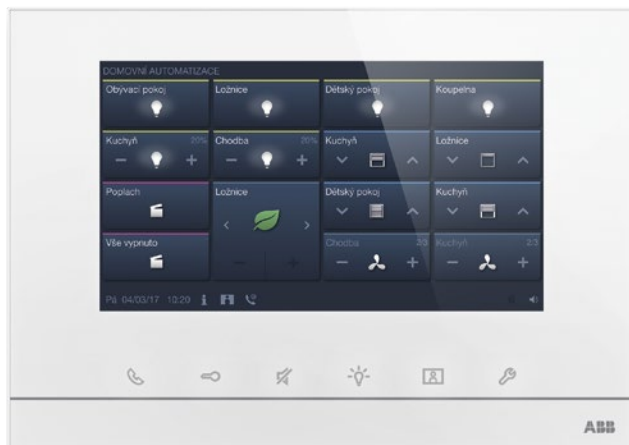 DOMOVNÍ AUTOMATIZACE
Obývací pokoj
Ložnice
Dětský pokoj
Koupelna
Kuchyň 20%
Chodba 20%
Kuchyň
Ložnice
Poplach
Ložnice
Dětský pokoj
Kuchyň
Vše vypnuto
Chodba 3/3
Kuchyň 2/3
Pá 04/03/17 10:20
ABB